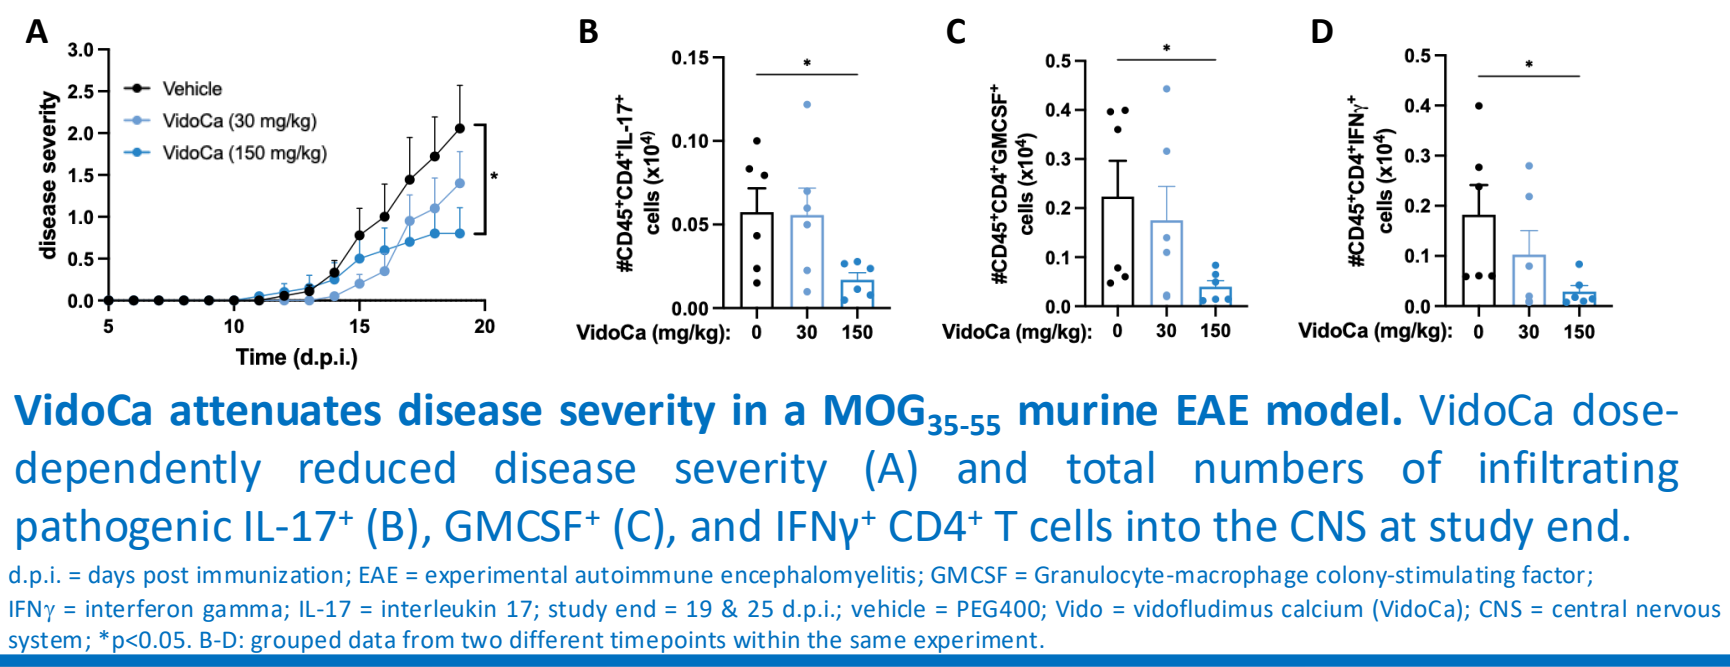 A
3.0
2.5
2.0
1.5
1.0
0.5
0.0
disease severity
Vehicle
VidoCa (30 mg/kg)
VidoCa (150 mg/kg)
*
5 10 15 20
Time (d.p.i.)
B
#CD45⁺CD4⁺IL-17⁺
cells (x10⁴)
0.15
0.10
0.05
0.00
*
VidoCa (mg/kg): 0 30 150
C
#CD45⁺CD4⁺GMCSF⁺
cells (x10⁴)
0.5
0.4
0.3
0.2
0.1
0.0
*
VidoCa (mg/kg): 0 30 150
D
#CD45⁺CD4⁺IFNγ⁺
cells (x10⁴)
0.5
0.4
0.3
0.2
0.1
0.0
*
VidoCa (mg/kg): 0 30 150
VidoCa attenuates disease severity in a MOG₃₅₋₅₅ murine EAE model. VidoCa dose-
dependently reduced disease severity (A) and total numbers of infiltrating
pathogenic IL-17⁺ (B), GMCSF⁺ (C), and IFNγ⁺ CD4⁺ T cells into the CNS at study end.
d.p.i. = days post immunization; EAE = experimental autoimmune encephalomyelitis; GMCSF = Granulocyte-macrophage colony-stimulating factor;
IFNγ = interferon gamma; IL-17 = interleukin 17; study end = 19 & 25 d.p.i.; vehicle = PEG400; Vido = vidofludimus calcium (VidoCa); CNS = central nervous
system; *p<0.05. B-D: grouped data from two different timepoints within the same experiment.